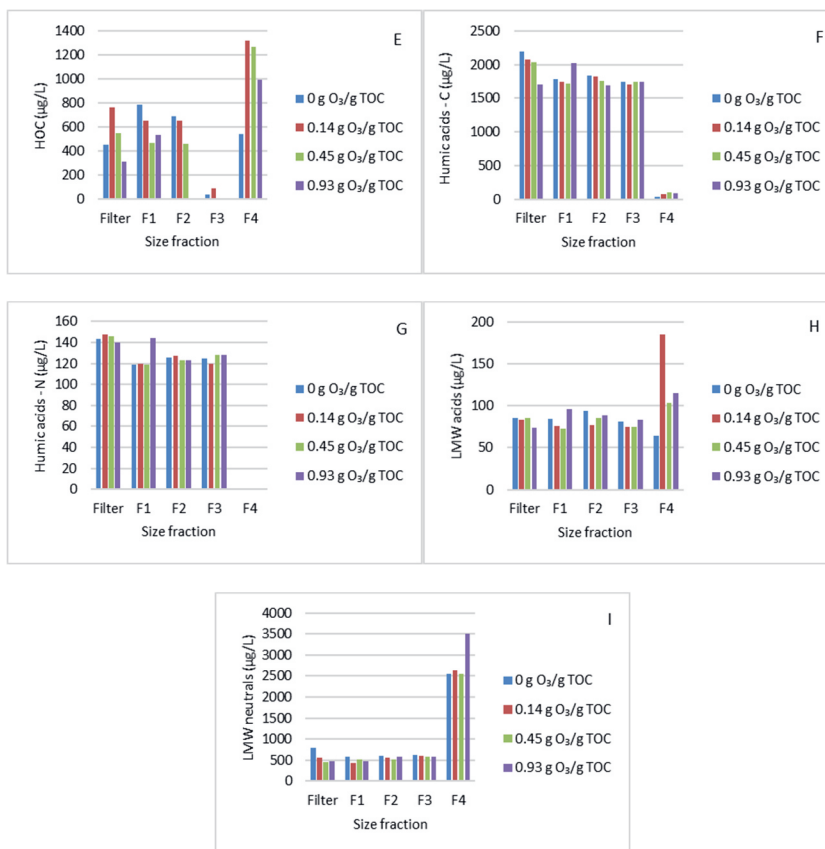 E
HOC (µg/L)
1400
1200
1000
800
600
400
200
0
Filter F1 F2 F3 F4
Size fraction
0 g O₃/g TOC
0.14 g O₃/g TOC
0.45 g O₃/g TOC
0.93 g O₃/g TOC
F
Humic acids - C (µg/L)
2500
2000
1500
1000
500
0
Filter F1 F2 F3 F4
Size fraction
0 g O₃/g TOC
0.14 g O₃/g TOC
0.45 g O₃/g TOC
0.93 g O₃/g TOC
G
Humic acids - N (µg/L)
160
140
120
100
80
60
40
20
0
Filter F1 F2 F3 F4
Size fraction
0 g O₃/g TOC
0.14 g O₃/g TOC
0.45 g O₃/g TOC
0.93 g O₃/g TOC
H
LMW acids (µg/L)
200
150
100
50
0
Filter F1 F2 F3 F4
Size fraction
0 g O₃/g TOC
0.14 g O₃/g TOC
0.45 g O₃/g TOC
0.93 g O₃/g TOC
I
LMW neutrals (µg/L)
4000
3500
3000
2500
2000
1500
1000
500
0
Filter F1 F2 F3 F4
Size fraction
0 g O₃/g TOC
0.14 g O₃/g TOC
0.45 g O₃/g TOC
0.93 g O₃/g TOC